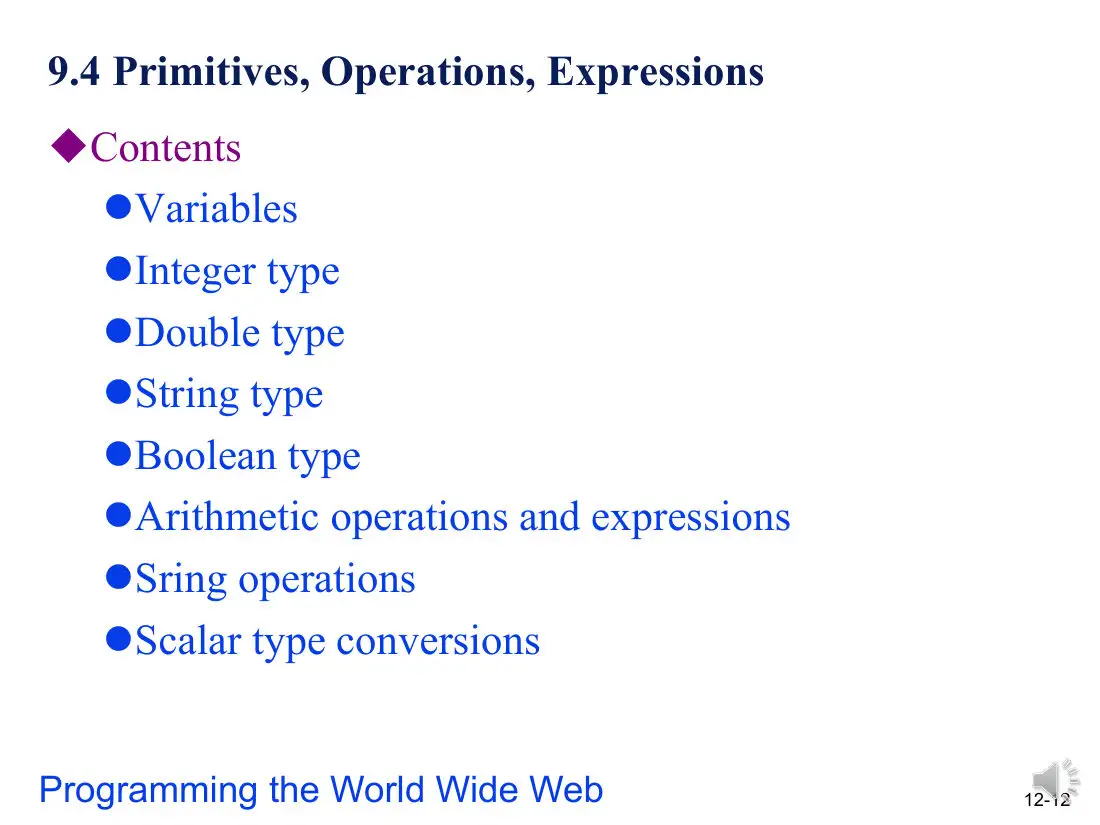 9.4 Primitives, Operations, Expressions
Contents
Variables
Integer type
Double type
String type
Boolean type
Arithmetic operations and expressions
Sring operations
Scalar type conversions
Programming the World Wide Web
12-12